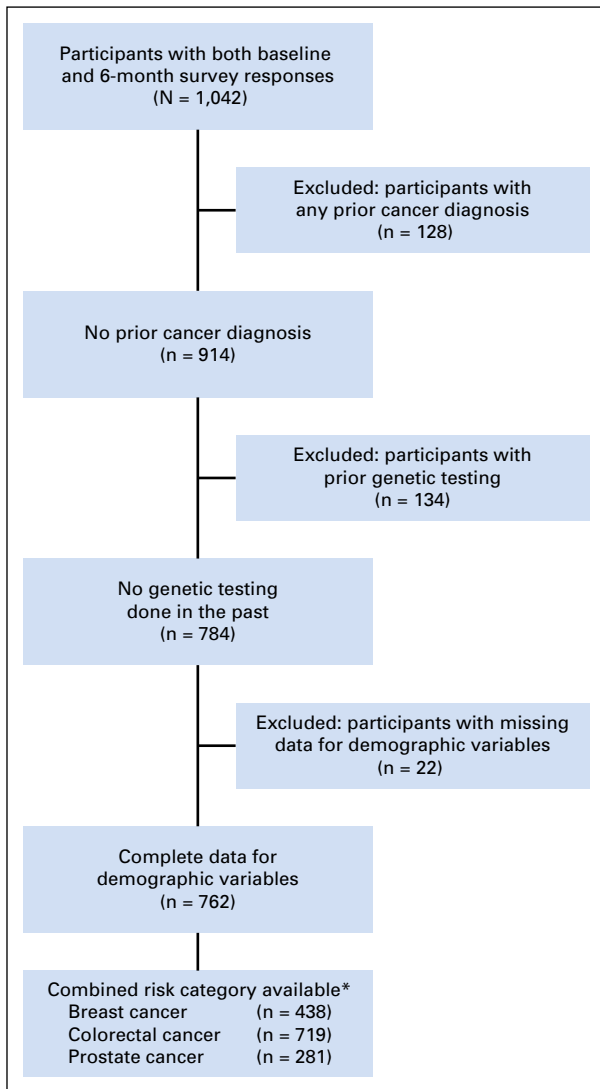 Participants with both baseline
and 6-month survey responses
(N = 1,042)
Excluded: participants with
any prior cancer diagnosis
(n = 128)
No prior cancer diagnosis
(n = 914)
Excluded: participants with
prior genetic testing
(n = 134)
No genetic testing
done in the past
(n = 784)
Excluded: participants with missing
data for demographic variables
(n = 22)
Complete data for
demographic variables
(n = 762)
Combined risk category available*
Breast cancer (n = 438)
Colorectal cancer (n = 719)
Prostate cancer (n = 281)